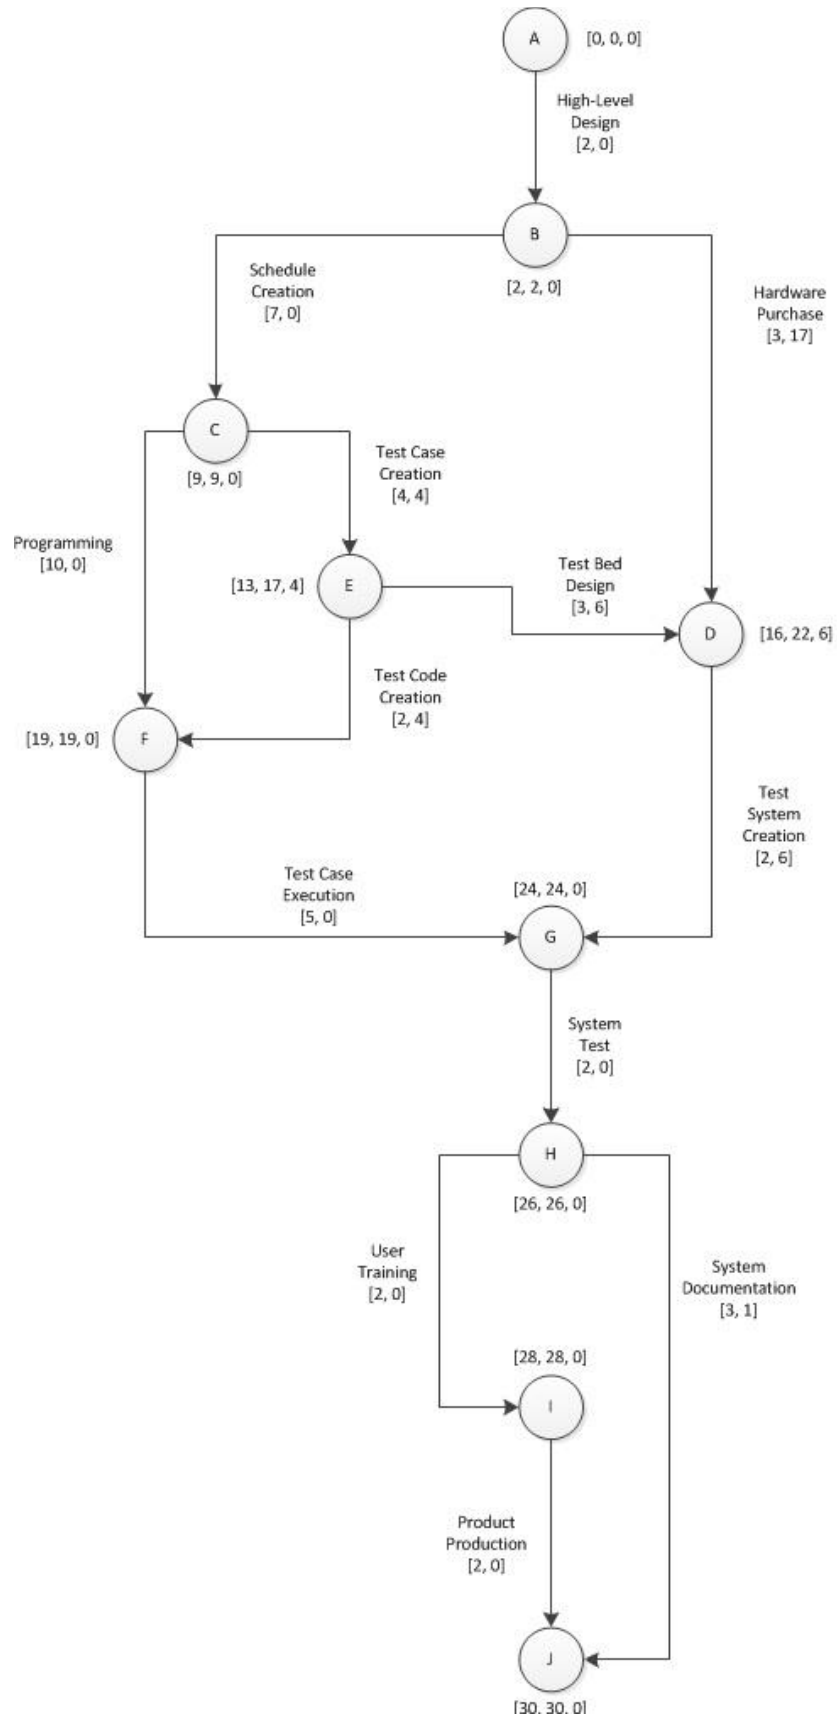 A
[0, 0, 0]
High-Level
Design
[2, 0]
B
[2, 2, 0]
Schedule
Creation
[7, 0]
Hardware
Purchase
[3, 17]
C
[9, 9, 0]
Test Case
Creation
[4, 4]
Programming
[10, 0]
[13, 17, 4]
E
Test Bed
Design
[3, 6]
D
[16, 22, 6]
Test Code
Creation
[2, 4]
[19, 19, 0]
F
Test
System
Creation
[2, 6]
Test Case
Execution
[5, 0]
[24, 24, 0]
G
System
Test
[2, 0]
H
[26, 26, 0]
User
Training
[2, 0]
System
Documentation
[3, 1]
[28, 28, 0]
I
Product
Production
[2, 0]
J
[30, 30, 0]